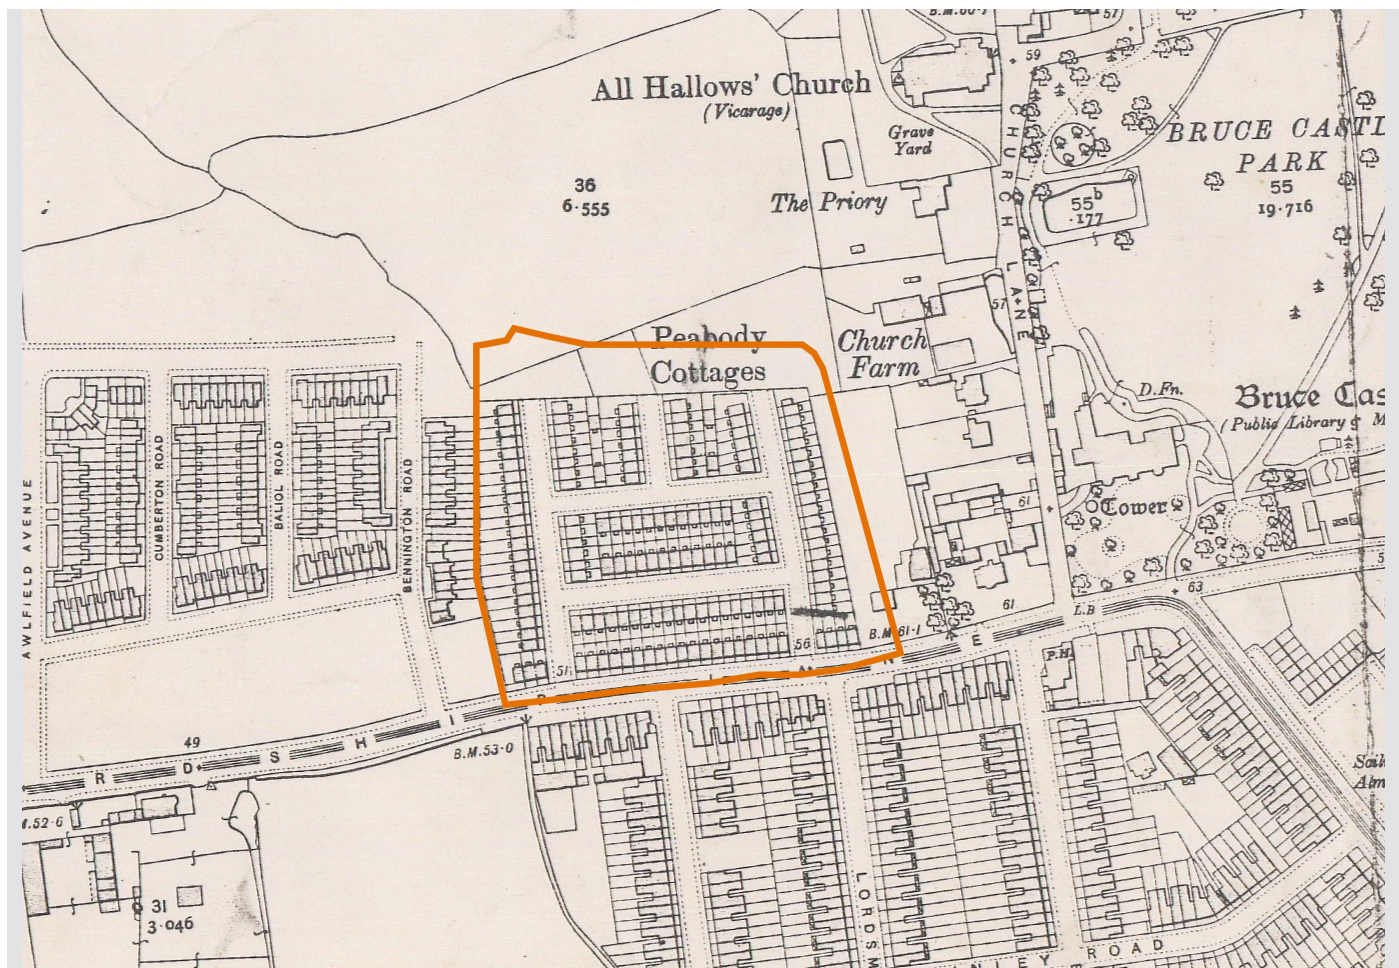 B.M.60·7
57
59
All Hallows' Church
(Vicarage)
Grave
Yard
CHURCH LANE
BRUCE CASTL
PARK
55
19·716
36
6·555
The Priory
55b
·177
57
Peabody
Cottages
Church
Farm
D.Fn.
Bruce Cas
(Public Library & M
AWLFIELD AVENUE
CUMBERTON ROAD
BALIOL ROAD
BENNINGTON ROAD
61
Tower
61
63
L.B
B.M.61·1
P.H.
56
51
49
R D S H I P L A N E
B.M.53·0
M.52·6
31
3·046
LORDSM
NLEY ROAD